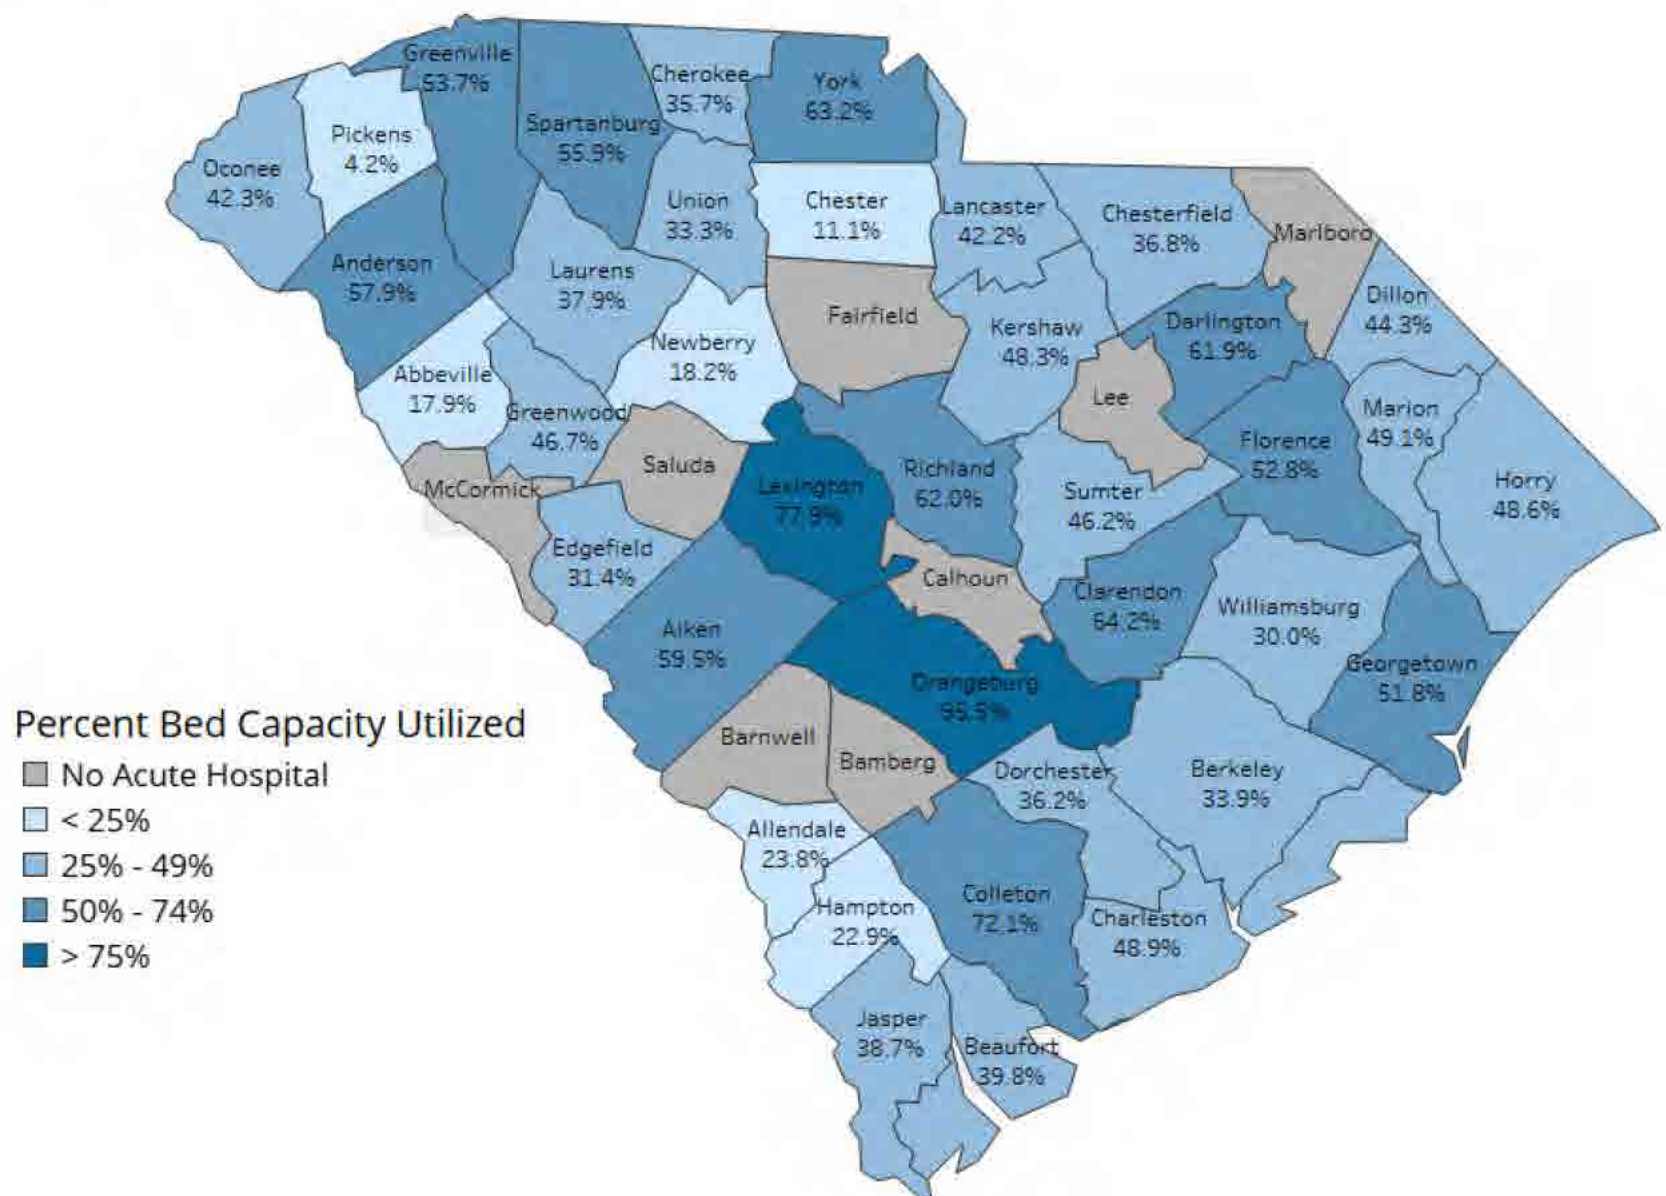 Greenville
53.7%
Cherokee
35.7%
York
63.2%
Spartanburg
55.9%
Pickens
4.2%
Oconee
42.3%
Union
33.3%
Chester
11.1%
Lancaster
42.2%
Chesterfield
36.8%
Marlboro
Anderson
57.9%
Laurens
37.9%
Fairfield
Kershaw
48.3%
Darlington
61.9%
Dillon
44.3%
Newberry
18.2%
Abbeville
17.9%
Greenwood
46.7%
Lee
Marion
49.1%
Florence
52.8%
Saluda
McCormick
Lexington
77.9%
Richland
62.0%
Sumter
46.2%
Horry
48.6%
Edgefield
31.4%
Calhoun
Clarendon
64.2%
Williamsburg
30.0%
Aiken
59.5%
Georgetown
51.8%
Orangeburg
95.5%
Barnwell
Bamberg
Dorchester
36.2%
Berkeley
33.9%
Allendale
23.8%
Hampton
22.9%
Colleton
72.1%
Charleston
48.9%
Jasper
38.7%
Beaufort
39.8%
Percent Bed Capacity Utilized
No Acute Hospital
< 25%
25% - 49%
50% - 74%
> 75%